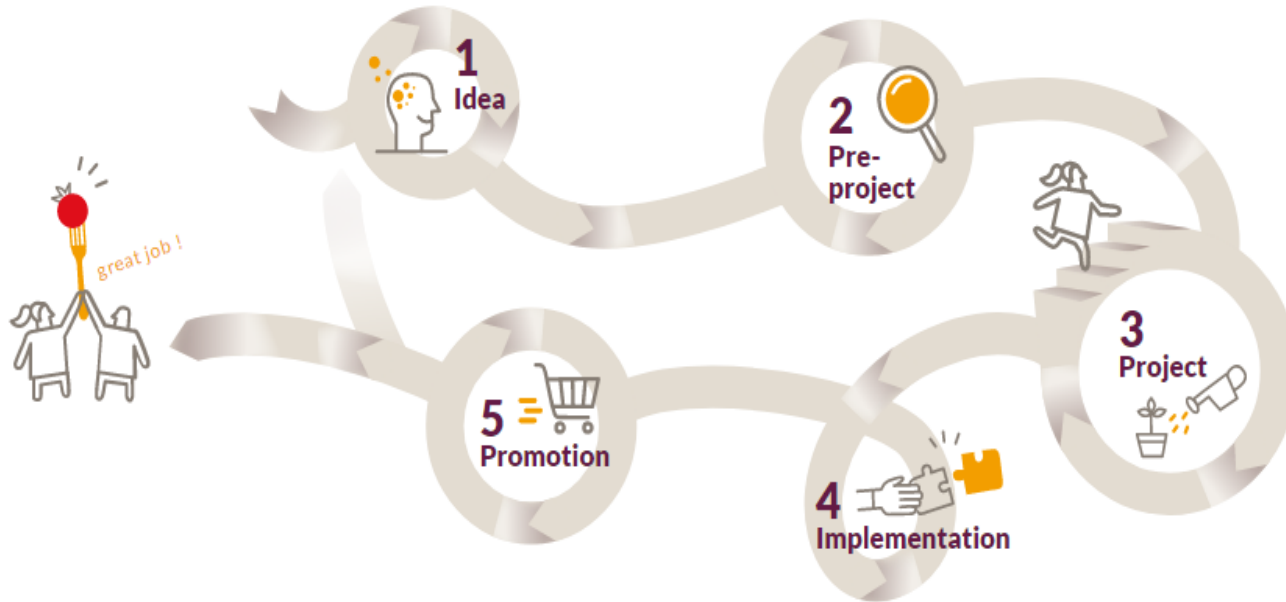 1
Idea
2
Pre-
project
3
Project
great job !
4
Implementation
5
Promotion